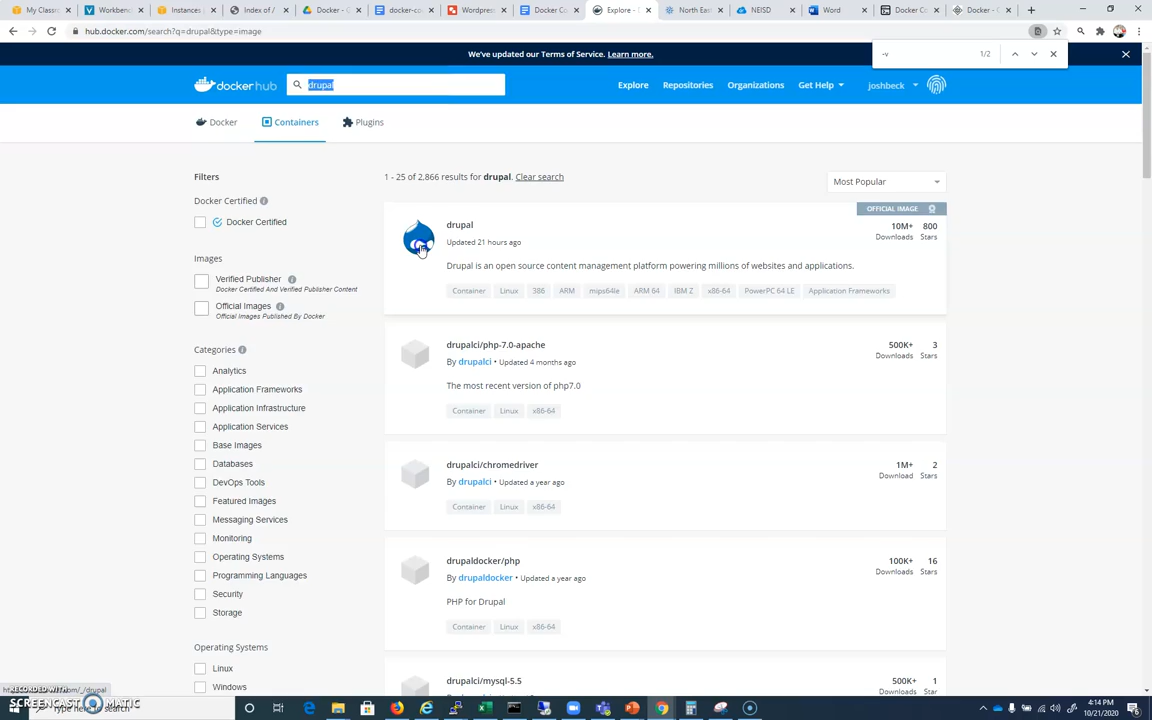 My Class
Workben
Instances
Index of /
Docker - G
docker-co
Wordpress
Docker Co
Explore -
North East
NEISD
Word
Docker Co
Docker - C
hub.docker.com/search?q=drupal&type=image
-v
1/2
We've updated our Terms of Service. Learn more.
dockerhub
drupal
Explore
Repositories
Organizations
Get Help
joshbeck
Docker
Containers
Plugins
Filters
1 - 25 of 2,866 results for drupal. Clear search
Most Popular
Docker Certified
Docker Certified
Images
Verified Publisher
Docker Certified And Verified Publisher Content
Official Images
Official Images Published By Docker
Categories
Analytics
Application Frameworks
Application Infrastructure
Application Services
Base Images
Databases
DevOps Tools
Featured Images
Messaging Services
Monitoring
Operating Systems
Programming Languages
Security
Storage
Operating Systems
Linux
Windows
OFFICIAL IMAGE
drupal
10M+
800
Updated 21 hours ago
Downloads
Stars
Drupal is an open source content management platform powering millions of websites and applications.
Container
Linux
386
ARM
mips64le
ARM 64
IBM Z
x86-64
PowerPC 64 LE
Application Frameworks
drupalci/php-7.0-apache
500K+
3
By drupalci • Updated 4 months ago
Downloads
Stars
The most recent version of php7.0
Container
Linux
x86-64
drupalci/chromedriver
1M+
2
By drupalci • Updated a year ago
Download
Stars
Container
Linux
x86-64
drupaldocker/php
100K+
16
By drupaldocker • Updated a year ago
Downloads
Stars
PHP for Drupal
Container
Linux
x86-64
drupalci/mysql-5.5
500K+
1
Downloads
Star
RECORDED WITH
SCREENCAST MATIC
4:14 PM
10/21/2020